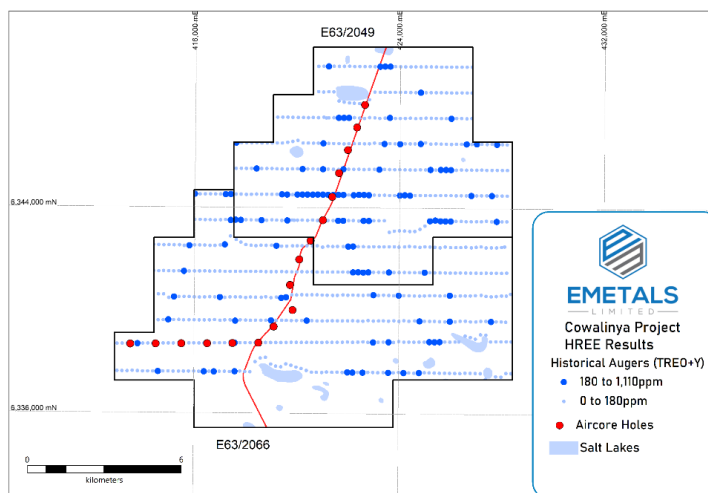 416,000 mE
424,000 mE
432,000 mE
E63/2049
6,344,000 mN
6,336,000 mN
E63/2066
0
6
kilometers
EMETALS
LIMITED
Cowalinya Project
HREE Results
Historical Augers (TREO+Y)
180 to 1,110ppm
0 to 180ppm
Aircore Holes
Salt Lakes